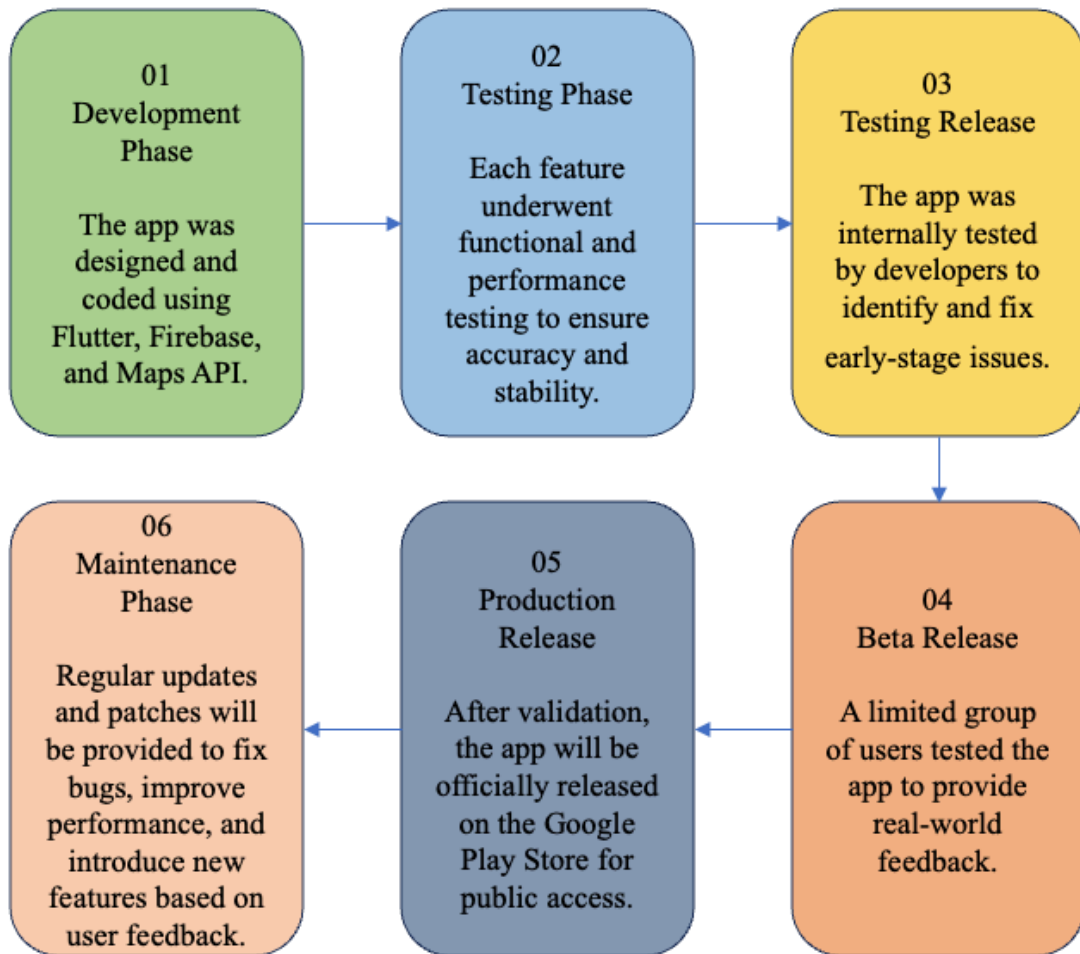 01
Development
Phase
The app was
designed and
coded using
Flutter, Firebase,
and Maps API.
02
Testing Phase
Each feature
underwent
functional and
performance
testing to ensure
accuracy and
stability.
03
Testing Release
The app was
internally tested
by developers to
identify and fix
early-stage issues.
04
Beta Release
A limited group
of users tested the
app to provide
real-world
feedback.
05
Production
Release
After validation,
the app will be
officially released
on the Google
Play Store for
public access.
06
Maintenance
Phase
Regular updates
and patches will
be provided to fix
bugs, improve
performance, and
introduce new
features based on
user feedback.